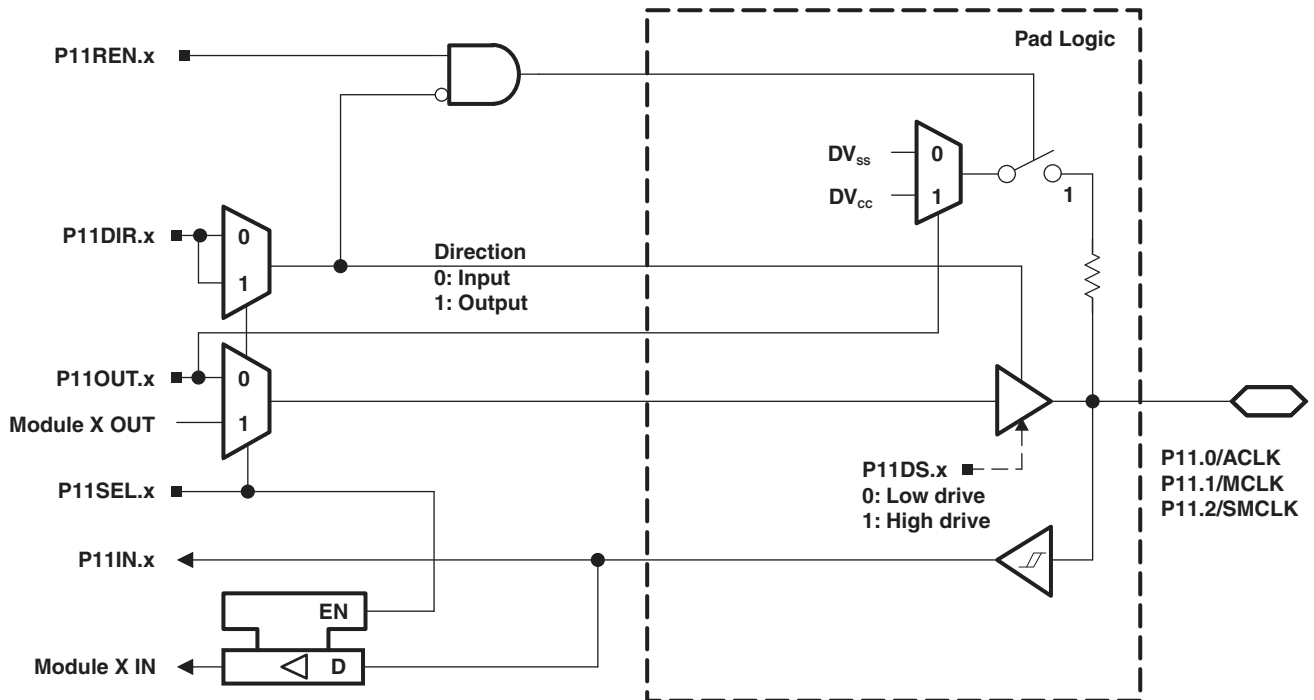 Pad Logic
P11REN.x
DVSS
0
DVCC
1
1
P11DIR.x
0
1
Direction
0: Input
1: Output
P11OUT.x
0
Module X OUT
1
P11DS.x
0: Low drive
1: High drive
P11.0/ACLK
P11.1/MCLK
P11.2/SMCLK
P11SEL.x
P11IN.x
EN
Module X IN
D